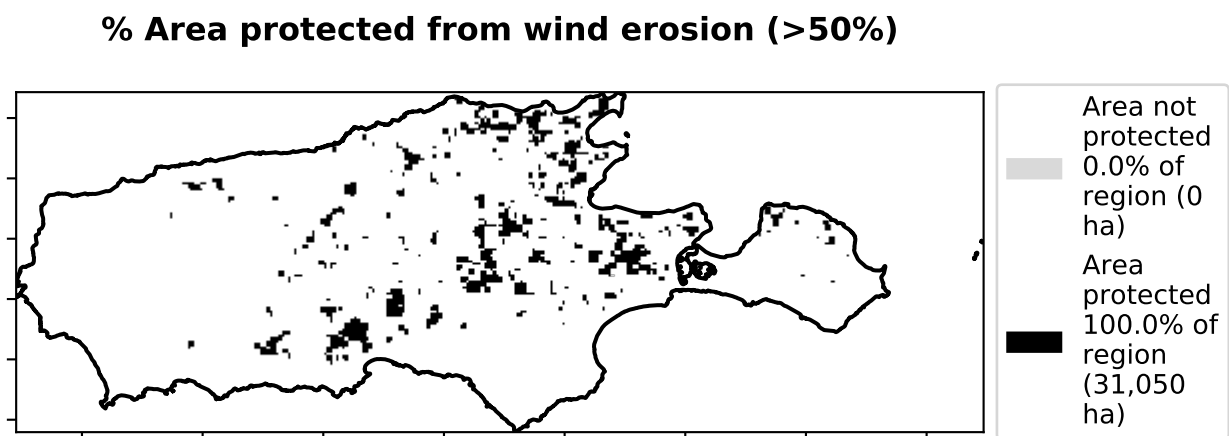 % Area protected from wind erosion (>50%)
Area not
protected
0.0% of
region (0
ha)
Area
protected
100.0% of
region
(31,050
ha)